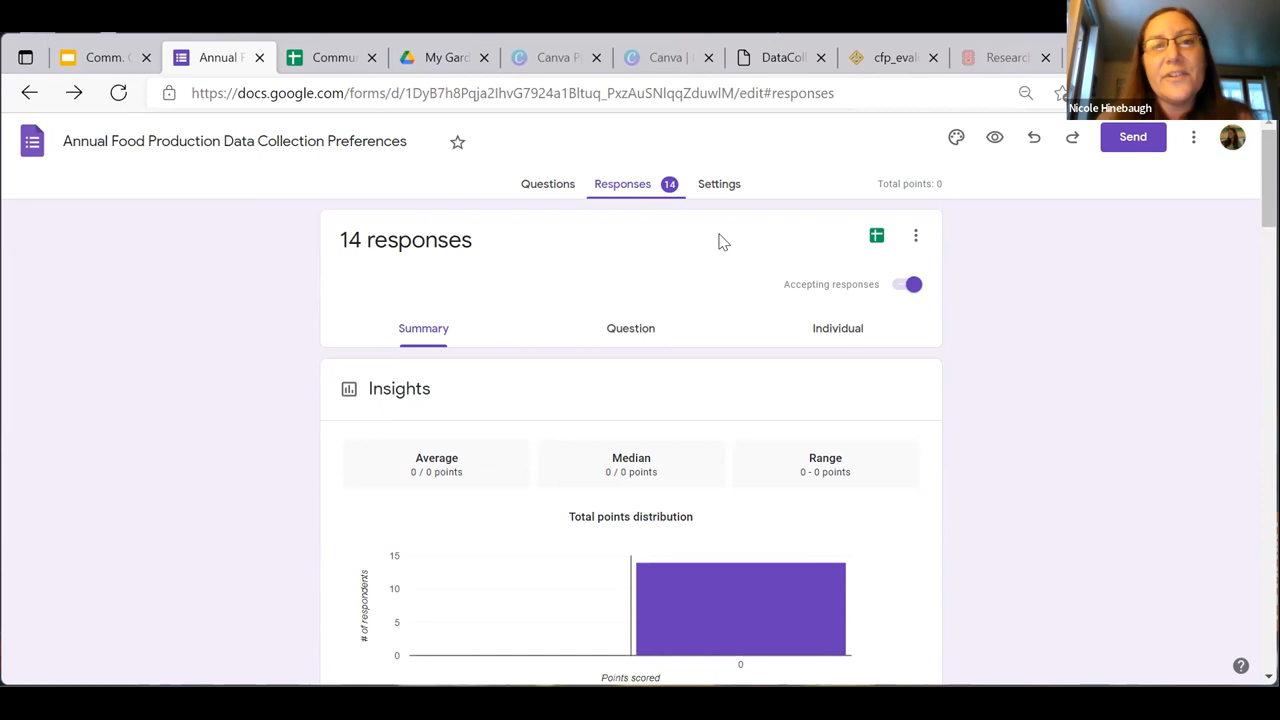 Comm. G
Annual F
Commu
My Gard
Canva P
Canva |
DataColl
cfp_evalu
Research
Nicole Hinebaugh
https://docs.google.com/forms/d/1DyB7h8Pqja2IhvG7924a1Bltuq_PxzAuSNlqqZduwlM/edit#responses
Annual Food Production Data Collection Preferences
Send
Questions
Responses 14
Settings
Total points: 0
14 responses
Accepting responses
Summary
Question
Individual
Insights
Average
0 / 0 points
Median
0 / 0 points
Range
0 - 0 points
Total points distribution
# of respondents
15
10
5
0
0
Points scored